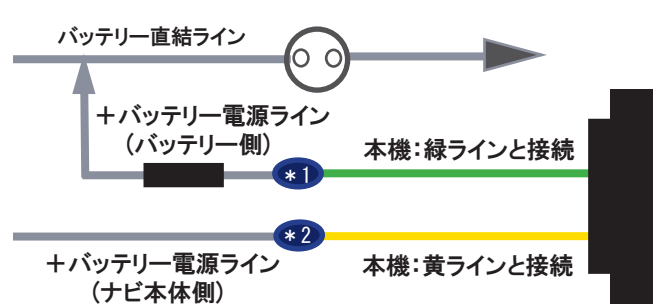 バッテリー直結ライン
＋バッテリー電源ライン
（バッテリー側）
本機：緑ラインと接続
＊1
＊2
＋バッテリー電源ライン
（ナビ本体側）
本機：黄ラインと接続